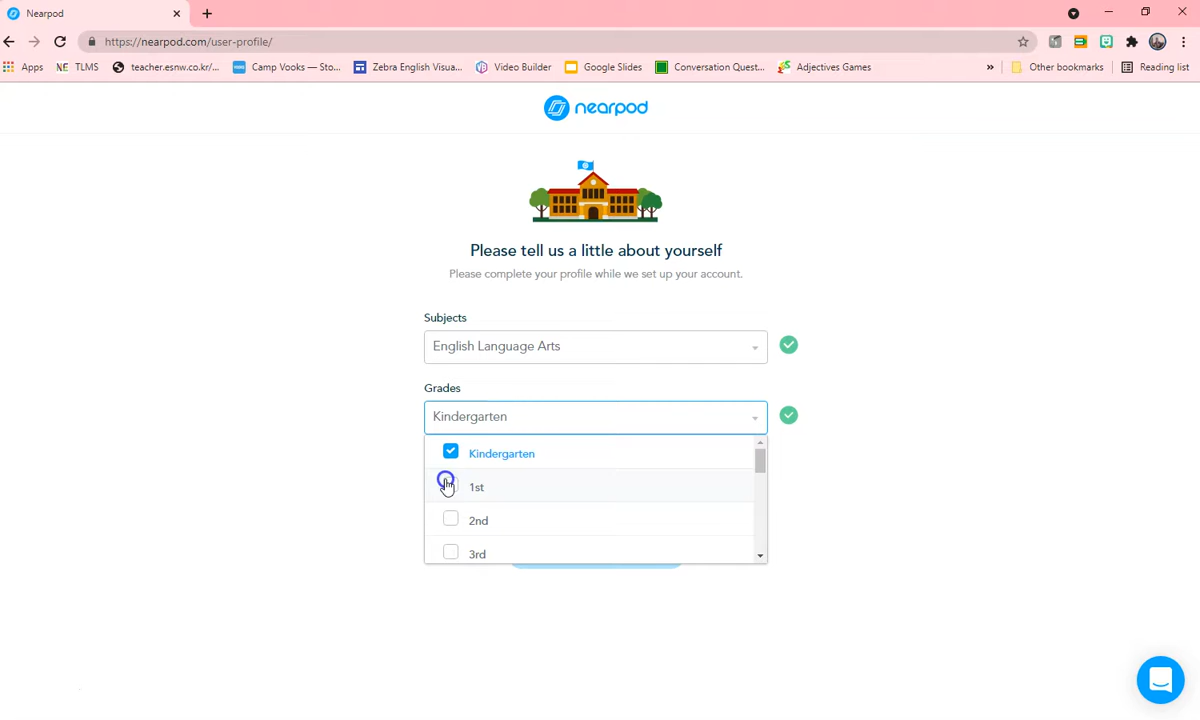 Nearpod
https://nearpod.com/user-profile/
Apps
NE TLMS
teacher.esnw.co.kr/...
Camp Vooks — Sto...
Zebra English Visua...
Video Builder
Google Slides
Conversation Quest...
Adjectives Games
»
Other bookmarks
Reading list
nearpod
Please tell us a little about yourself
Please complete your profile while we set up your account.
Subjects
English Language Arts
Grades
Kindergarten
Kindergarten
1st
2nd
3rd